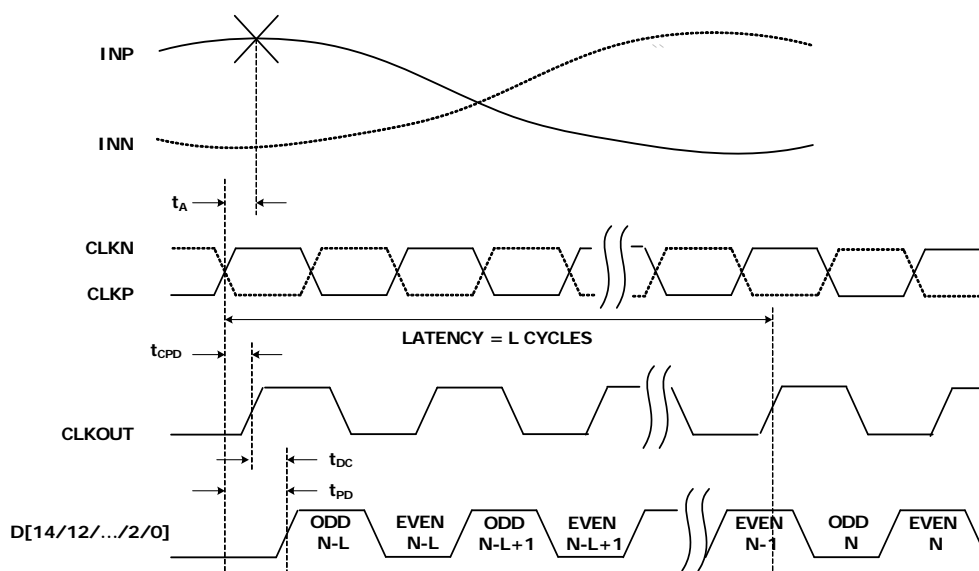 INP
INN
tA
CLKN
CLKP
LATENCY = L CYCLES
tCPD
CLKOUT
tDC
tPD
D[14/12/.../2/0]
ODD N-L
EVEN N-L
ODD N-L+1
EVEN N-L+1
EVEN N-1
ODD N
EVEN N